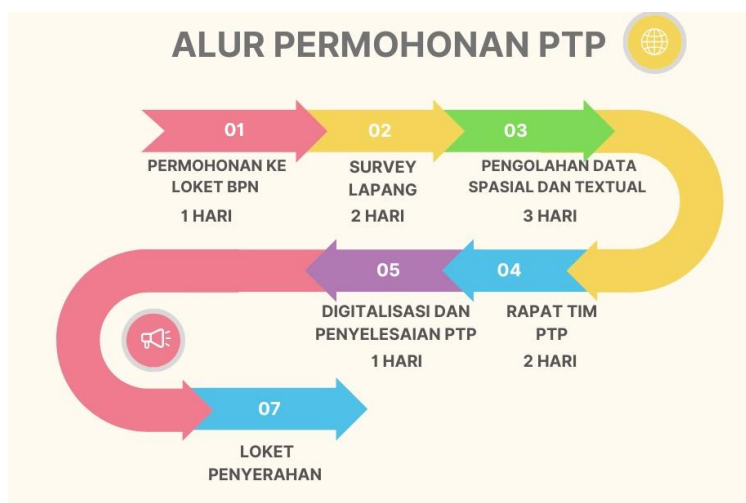 ALUR PERMOHONAN PTP
01
PERMOHONAN KE
LOKET BPN
1 HARI
02
SURVEY
LAPANG
2 HARI
03
PENGOLAHAN DATA
SPASIAL DAN TEXTUAL
3 HARI
04
RAPAT TIM
PTP
2 HARI
05
DIGITALISASI DAN
PENYELESAIAN PTP
1 HARI
07
LOKET
PENYERAHAN